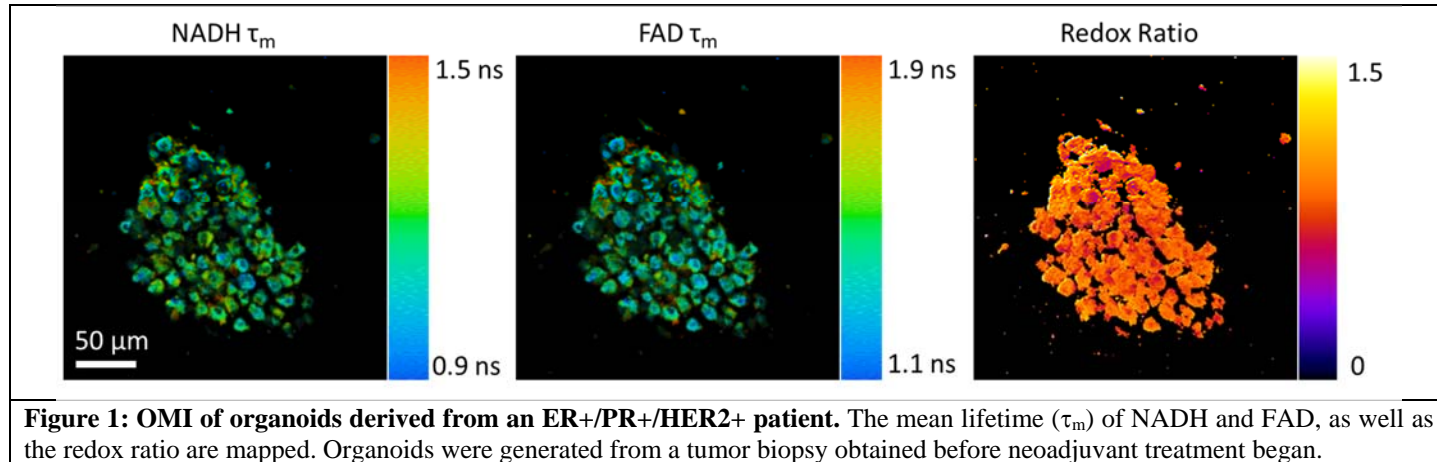 NADH τm
FAD τm
Redox Ratio
1.5 ns
1.9 ns
1.5
50 μm
0.9 ns
1.1 ns
0
Figure 1: OMI of organoids derived from an ER+/PR+/HER2+ patient. The mean lifetime (τm) of NADH and FAD, as well as
the redox ratio are mapped. Organoids were generated from a tumor biopsy obtained before neoadjuvant treatment began.